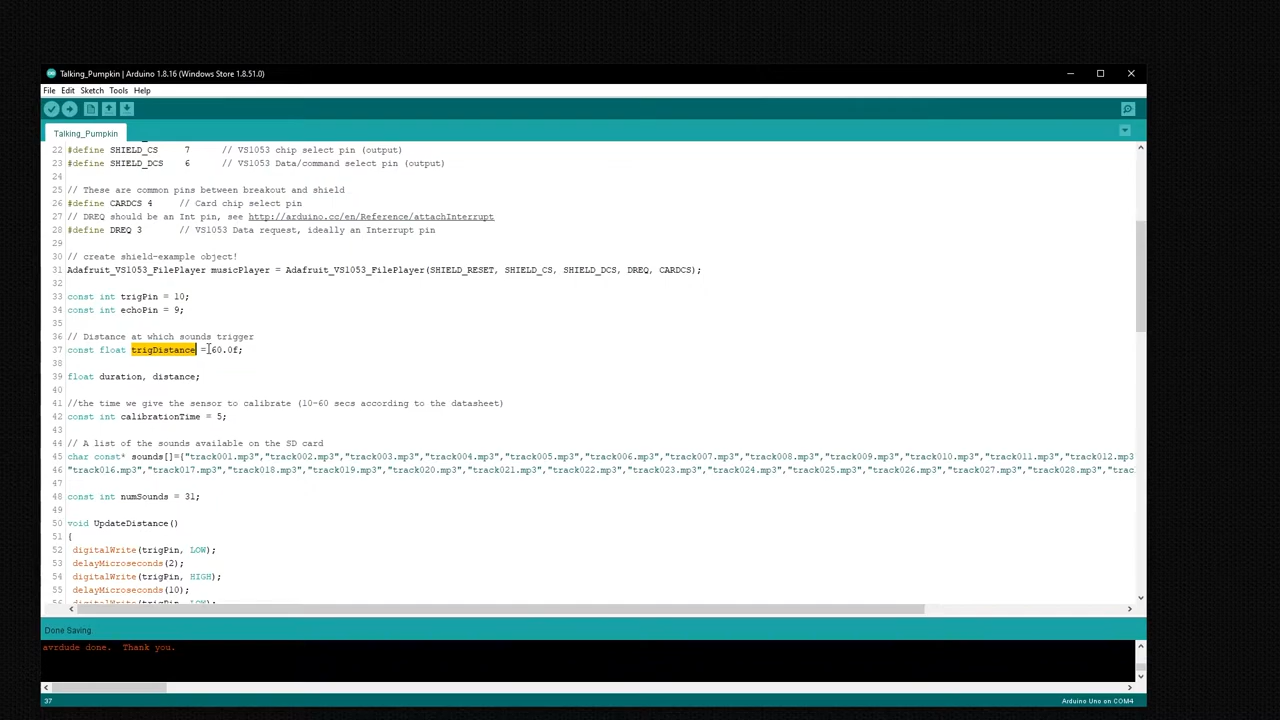 Talking_Pumpkin | Arduino 1.8.16 (Windows Store 1.8.51.0)
File Edit Sketch Tools Help
Talking_Pumpkin
22 #define SHIELD_CS 7 // VS1053 chip select pin (output)
23 #define SHIELD_DCS 6 // VS1053 Data/command select pin (output)
24
25 // These are common pins between breakout and shield
26 #define CARDCS 4 // Card chip select pin
27 // DREQ should be an Int pin, see http://arduino.cc/en/Reference/attachInterrupt
28 #define DREQ 3 // VS1053 Data request, ideally an Interrupt pin
29
30 // create shield-example object!
31 Adafruit_VS1053_FilePlayer musicPlayer = Adafruit_VS1053_FilePlayer(SHIELD_RESET, SHIELD_CS, SHIELD_DCS, DREQ, CARDCS);
32
33 const int trigPin = 10;
34 const int echoPin = 9;
35
36 // Distance at which sounds trigger
37 const float trigDistance = 60.0f;
38
39 float duration, distance;
40
41 //the time we give the sensor to calibrate (10-60 secs according to the datasheet)
42 const int calibrationTime = 5;
43
44 // A list of the sounds available on the SD card
45 char const* sounds[]={"track001.mp3","track002.mp3","track003.mp3","track004.mp3","track005.mp3","track006.mp3","track007.mp3","track008.mp3","track009.mp3","track010.mp3","track011.mp3","track012.mp3
46 "track016.mp3","track017.mp3","track018.mp3","track019.mp3","track020.mp3","track021.mp3","track022.mp3","track023.mp3","track024.mp3","track025.mp3","track026.mp3","track027.mp3","track028.mp3","trac
47
48 const int numSounds = 31;
49
50 void UpdateDistance()
51 {
52 digitalWrite(trigPin, LOW);
53 delayMicroseconds(2);
54 digitalWrite(trigPin, HIGH);
55 delayMicroseconds(10);
56 digitalWrite(trigPin, LOW);
Done Saving.
avrdude done. Thank you.
37 Arduino Uno on COM4